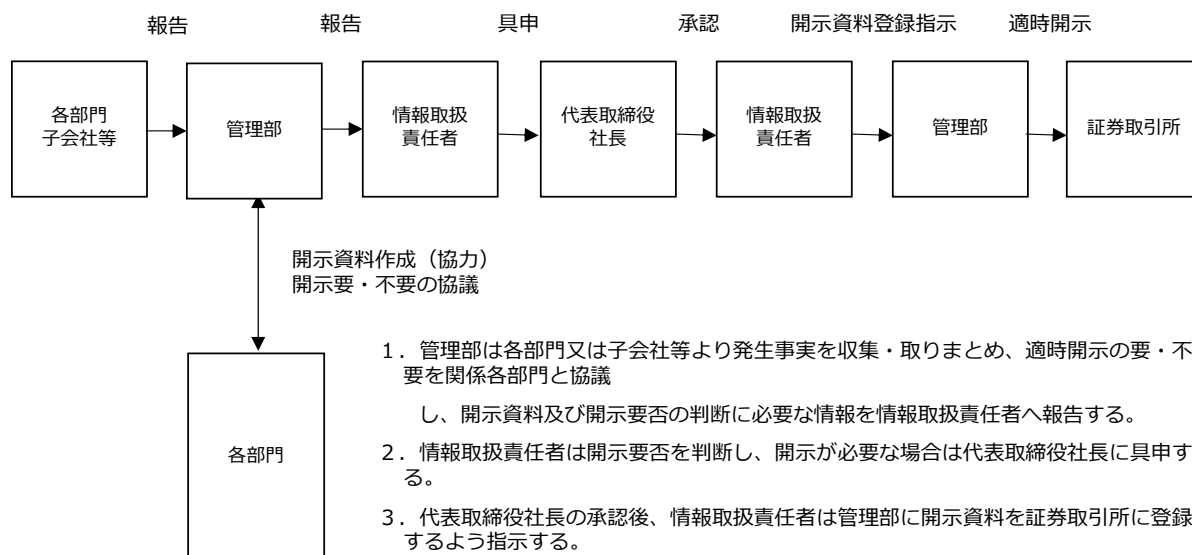 報告
報告
具申
承認
開示資料登録指示
適時開示
各部門
子会社等
管理部
情報取扱
責任者
代表取締役
社長
情報取扱
責任者
管理部
証券取引所
開示資料作成（協力）
開示要・不要の協議
各部門
１．管理部は各部門又は子会社等より発生事実を収集・取りまとめ、適時開示の要・不
要を関係各部門と協議
し、開示資料及び開示要否の判断に必要な情報を情報取扱責任者へ報告する。
２．情報取扱責任者は開示要否を判断し、開示が必要な場合は代表取締役社長に具申す
る。
３．代表取締役社長の承認後、情報取扱責任者は管理部に開示資料を証券取引所に登録
するよう指示する。